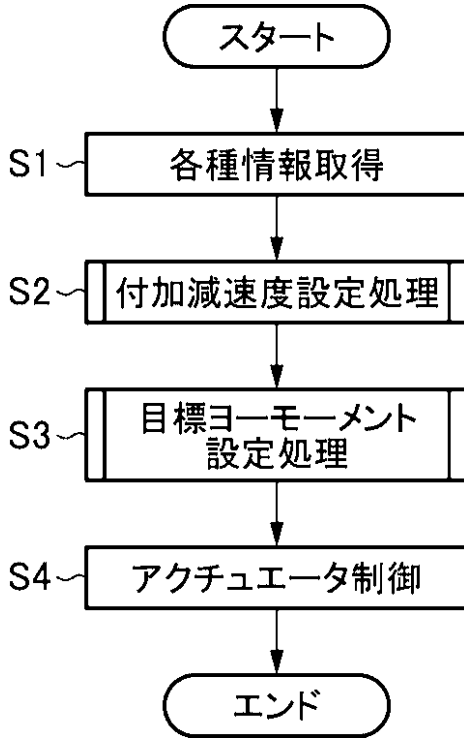 スタート
S1 各種情報取得
S2 付加減速度設定処理
S3 目標ヨーモーメント
設定処理
S4 アクチュエータ制御
エンド